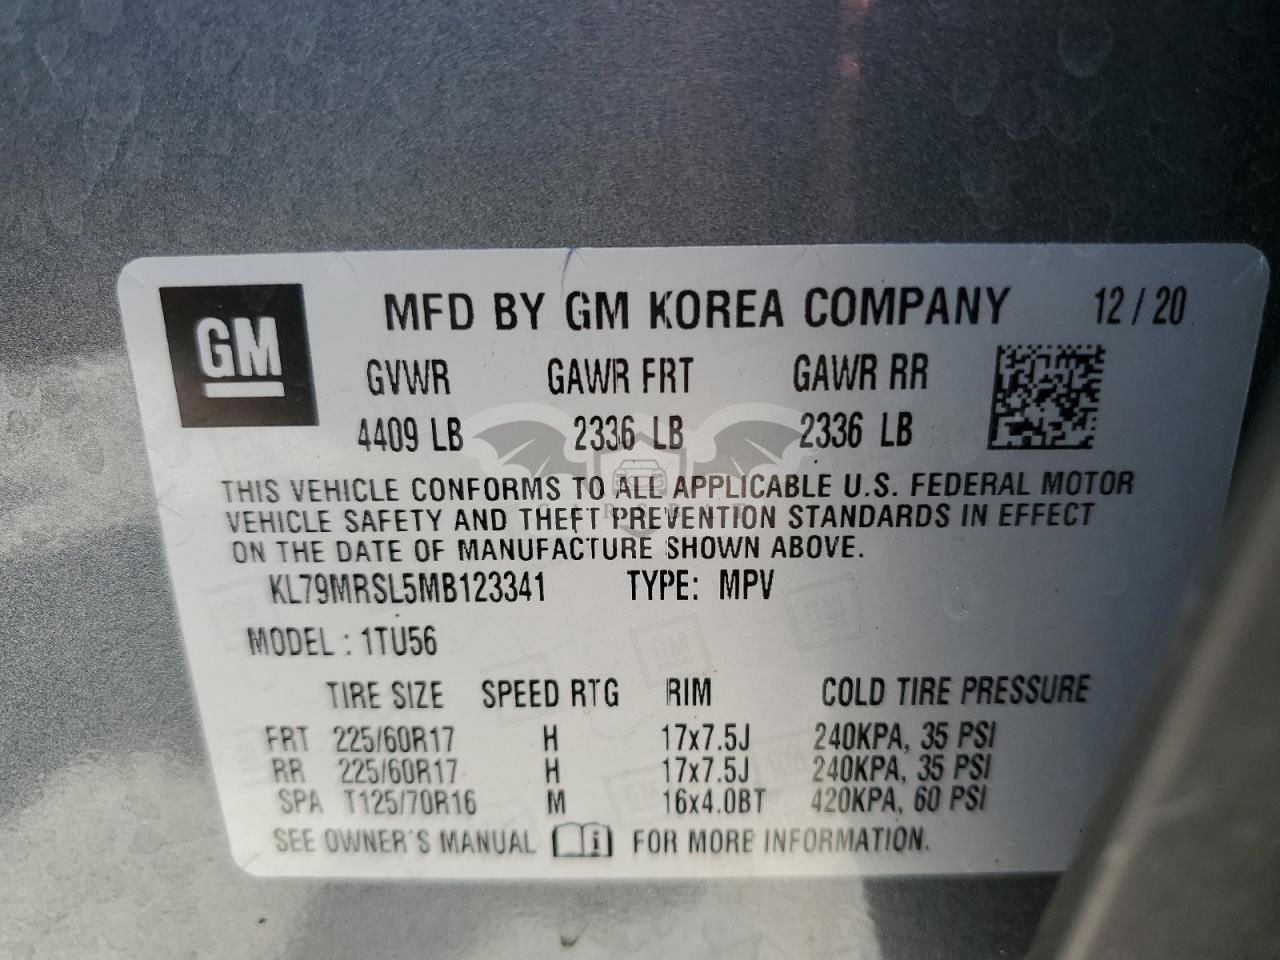 GM
MFD BY GM KOREA COMPANY 12 / 20
GVWR GAWR FRT GAWR RR
4409 LB 2336 LB 2336 LB
THIS VEHICLE CONFORMS TO ALL APPLICABLE U.S. FEDERAL MOTOR
VEHICLE SAFETY AND THEFT PREVENTION STANDARDS IN EFFECT
ON THE DATE OF MANUFACTURE SHOWN ABOVE.
KL79MRSL5MB123341 TYPE: MPV
MODEL : 1TU56
TIRE SIZE SPEED RTG RIM COLD TIRE PRESSURE
FRT 225/60R17 H 17x7.5J 240KPA, 35 PSI
RR 225/60R17 H 17x7.5J 240KPA, 35 PSI
SPA T125/70R16 M 16x4.0BT 420KPA, 60 PSI
SEE OWNER'S MANUAL FOR MORE INFORMATION.